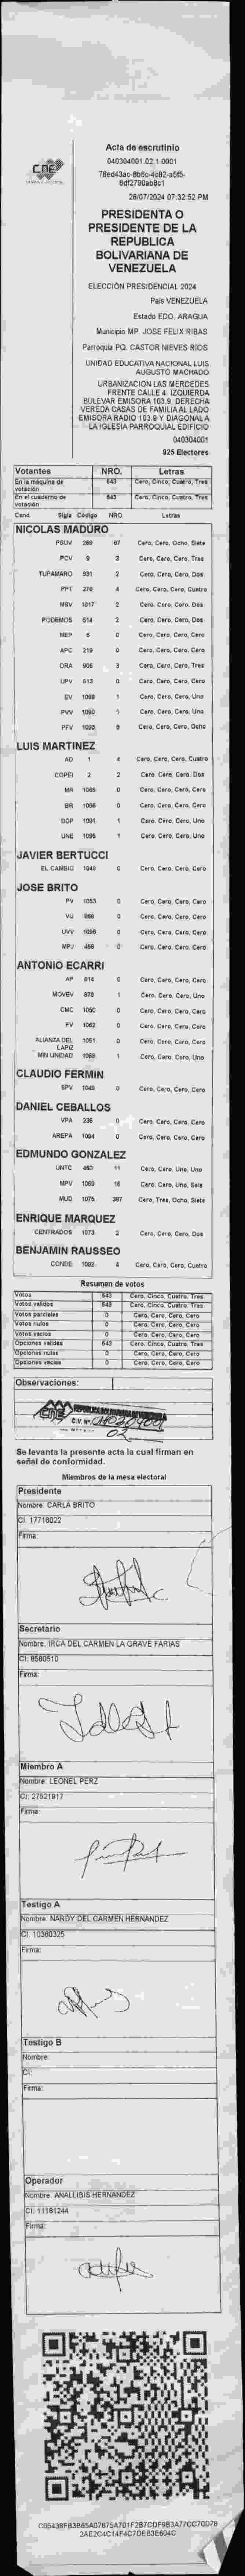 CNE
Acta de escrutinio
040304001.02.1.0001
28/07/2024 07:32:52 PM
PRESIDENTA O
PRESIDENTE DE LA
REPUBLICA
BOLIVARIANA DE
VENEZUELA
ELECCIÓN PRESIDENCIAL 2024
País VENEZUELA
Estado EDO. ARAGUA
Municipio MP. JOSE FELIX RIBAS
Parroquia PQ. CASTOR NIEVES RIOS
UNIDAD EDUCATIVA NACIONAL LUIS
AUGUSTO MACHADO
URBANIZACIÓN LAS MERCEDES
FRENTE CALLE 4. IZQUIERDA
BULEVAR EMISORA 103.9. DERECHA
VEREDA CASAS DE FAMILIA AL LADO
EMISORA RADIO 103.9 Y DIAGONAL A
LA IGLESIA PARROQUIAL EDIFICIO
040304001
925 Electores
Votantes NRO. Letras
En la máquina de votación 543 Cero, Cinco, Cuatro, Tres
En el cuaderno de votación 543 Cero, Cinco, Cuatro, Tres
Cand. Sigla Código NRO. Letras
NICOLAS MADURO
PSUV 269 87 Cero, Cero, Ocho, Siete
PCV 9 3 Cero, Cero, Cero, Tres
TUPAMARO 931 2 Cero, Cero, Cero, Dos
PPT 270 4 Cero, Cero, Cero, Cuatro
MSV 1017 2 Cero, Cero, Cero, Dos
PODEMOS 514 2 Cero, Cero, Cero, Dos
MEP 5 0 Cero, Cero, Cero, Cero
APC 219 0 Cero, Cero, Cero, Cero
ORA 906 3 Cero, Cero, Cero, Tres
UPV 513 0 Cero, Cero, Cero, Cero
EV 1089 1 Cero, Cero, Cero, Uno
PVV 1090 1 Cero, Cero, Cero, Uno
PFV 1093 8 Cero, Cero, Cero, Ocho
LUIS MARTINEZ
AD 1 4 Cero, Cero, Cero, Cuatro
COPEI 2 2 Cero, Cero, Cero, Dos
MR 1065 0 Cero, Cero, Cero, Cero
BR 1066 0 Cero, Cero, Cero, Cero
DDP 1091 1 Cero, Cero, Cero, Uno
UNE 1095 1 Cero, Cero, Cero, Uno
JAVIER BERTUCCI
EL CAMBIO 1049 0 Cero, Cero, Cero, Cero
JOSE BRITO
PV 1053 0 Cero, Cero, Cero, Cero
VU 868 0 Cero, Cero, Cero, Cero
UVV 1096 0 Cero, Cero, Cero, Cero
MPJ 458 0 Cero, Cero, Cero, Cero
ANTONIO ECARRI
AP 814 0 Cero, Cero, Cero, Cero
MOVEV 878 1 Cero, Cero, Cero, Uno
CMC 1050 0 Cero, Cero, Cero, Cero
FV 1062 0 Cero, Cero, Cero, Cero
ALIANZA DEL LAPIZ 1051 0 Cero, Cero, Cero, Cero
MIN UNIDAD 1088 1 Cero, Cero, Cero, Uno
CLAUDIO FERMIN
SPV 1048 0 Cero, Cero, Cero, Cero
DANIEL CEBALLOS
VPA 236 0 Cero, Cero, Cero, Cero
AREPA 1094 0 Cero, Cero, Cero, Cero
EDMUNDO GONZALEZ
UNTC 460 11 Cero, Cero, Uno, Uno
MPV 1069 16 Cero, Cero, Uno, Seis
MUD 1075 387 Cero, Tres, Ocho, Siete
ENRIQUE MARQUEZ
CENTRADOS 1073 2 Cero, Cero, Cero, Dos
BENJAMIN RAUSSEO
CONDE 1092 4 Cero, Cero, Cero, Cuatro
Resumen de votos
Votos 543 Cero, Cinco, Cuatro, Tres
Votos válidos 543 Cero, Cinco, Cuatro, Tres
Votos parciales 0 Cero, Cero, Cero, Cero
Votos nulos 0 Cero, Cero, Cero, Cero
Votos vacíos 0 Cero, Cero, Cero, Cero
Opciones válidas 543 Cero, Cinco, Cuatro, Tres
Opciones nulas 0 Cero, Cero, Cero, Cero
Opciones vacías 0 Cero, Cero, Cero, Cero
Observaciones:
CNE REPUBLICA BOLIVARIANA DE VENEZUELA
C.V. Nº 040304001
02
Se levanta la presente acta la cual firman en
señal de conformidad.
Miembros de la mesa electoral
Presidente
Nombre: CARLA BRITO
CI: 17716022
Firma:
Secretario
Nombre: IRCA DEL CARMEN LA GRAVE FARIAS
CI: 8580510
Firma:
Miembro A
Nombre: LEONEL PERZ
CI: 27821917
Firma:
Testigo A
Nombre: NARDY DEL CARMEN HERNANDEZ
CI: 10360325
Firma:
Testigo B
Nombre:
CI:
Firma:
Operador
Nombre: ANALLIBIS HERNANDEZ
CI: 11181244
Firma: